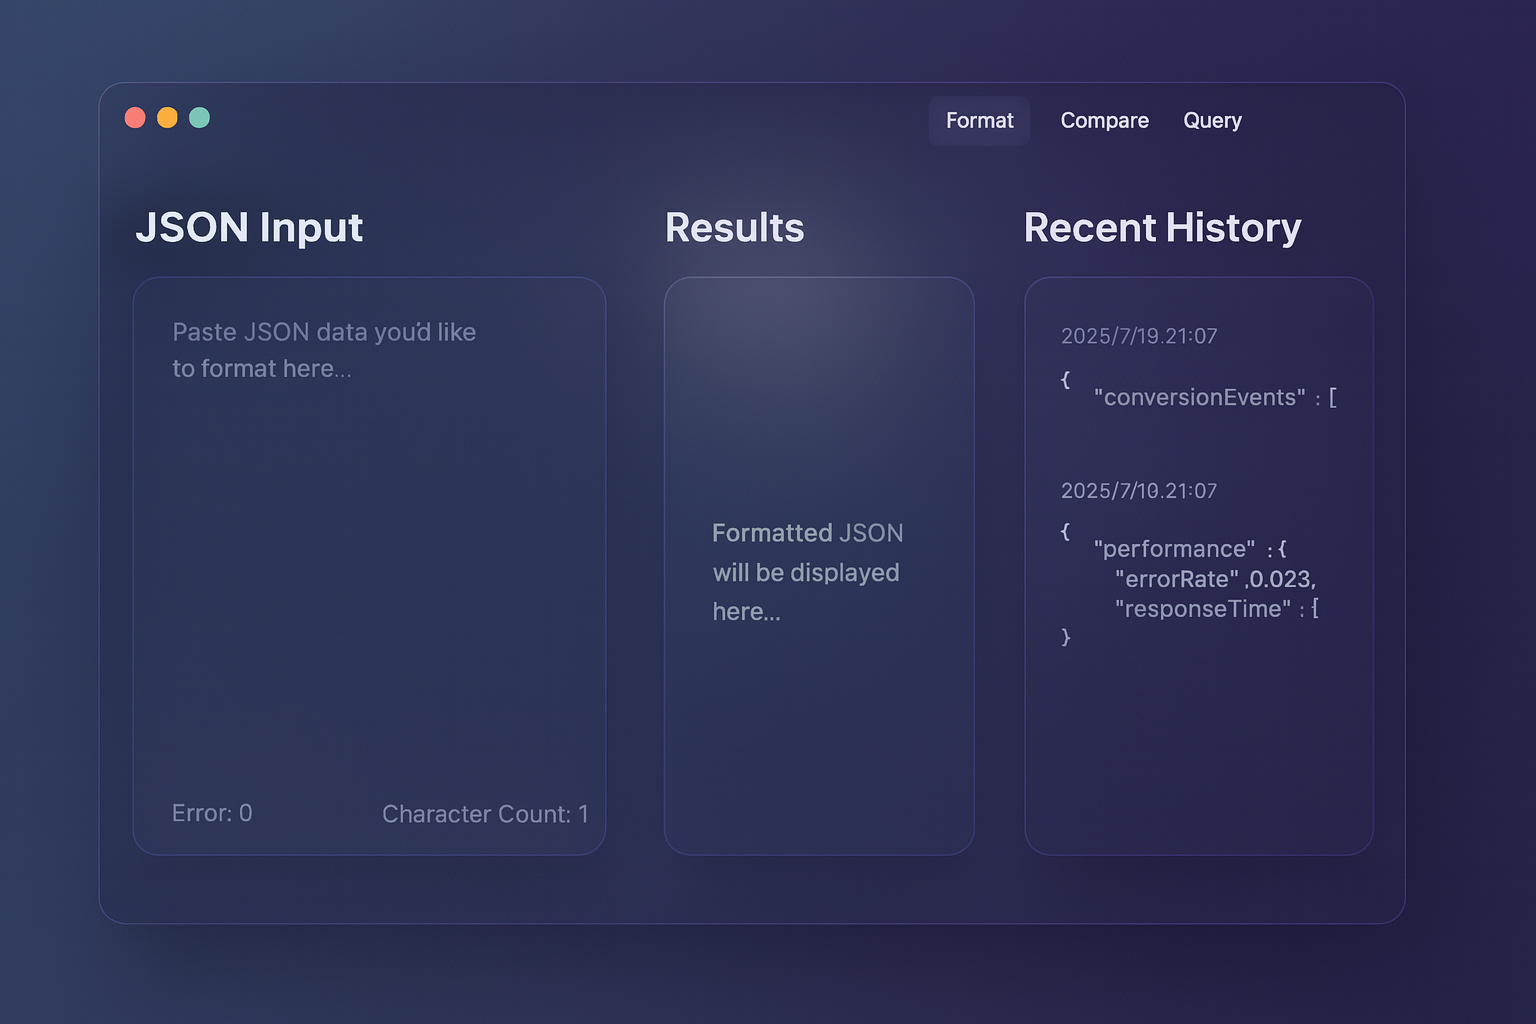 Format Compare Query
JSON Input
Paste JSON data you'd like
to format here...
Error: 0
Character Count: 1
Results
Formatted JSON
will be displayed
here...
Recent History
2025/7/19.21:07
{
"conversionEvents" : [
2025/7/10.21:07
{
"performance" : {
"errorRate" ,0.023,
"responseTime" : [
}